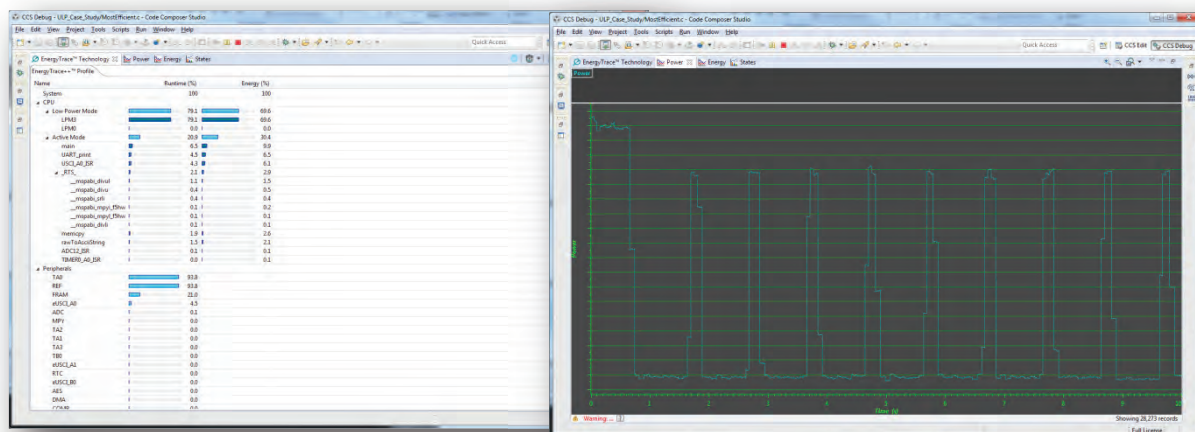 CCS Debug - ULP_Case_Study/MostEfficient.c - Code Composer Studio
File Edit View Project Tools Scripts Run Window Help
Quick Access
EnergyTrace™ Technology Power Energy States
EnergyTrace++™ Profile
Name Runtime (%) Energy (%)
System 100 100
CPU
Low Power Mode 79.1 69.6
LPM3 79.1 69.6
LPM0 0.0 0.0
Active Mode 20.9 30.4
main 6.5 9.9
UART_print 4.5 6.5
USCI_A0_ISR 4.3 6.1
_RTS_ 2.1 2.9
__mspabi_divul 1.1 1.5
__mspabi_divu 0.4 0.5
__mspabi_srli 0.4 0.4
__mspabi_mpyi_f5hw 0.1 0.2
__mspabi_mpyl_f5hw 0.1 0.1
__mspabi_divli 0.1 0.1
memcpy 1.9 2.6
rawToAsciiString 1.5 2.1
ADC12_ISR 0.1 0.1
TIMER0_A0_ISR 0.0 0.1
Peripherals
TA0 93.8
REF 93.8
FRAM 21.0
eUSCI_A0 4.5
ADC 0.1
MPY 0.0
TA2 0.0
TA1 0.0
TA3 0.0
TB0 0.0
eUSCI_A1 0.0
RTC 0.0
eUSCI_B0 0.0
AES 0.0
DMA 0.0
COMP 0.0
CCS Debug - ULP_Case_Study/MostEfficient.c - Code Composer Studio
File Edit View Project Tools Scripts Run Window Help
Quick Access CCS Edit CCS Debug
EnergyTrace™ Technology Power Energy States
Power
Power
0 1 2 3 4 5 6 7 8 9 10
Time (s)
Warning: ... Showing 28,273 records
Full License